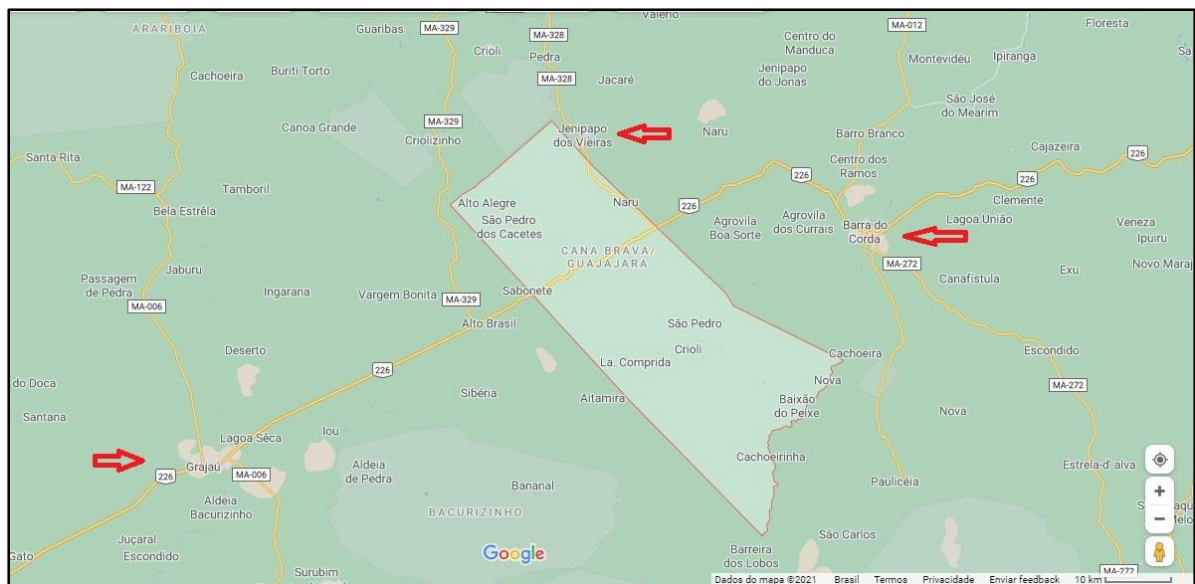 Valério
ARARIBOIA
Guaribas
MA-329
MA-328
MA-012
Floresta
Crioli
Pedra
Centro do
Manduca
Montevidéu
Ipiranga
Sa
Cachoeira
Buriti Torto
MA-328
Jacaré
Jenipapo
do Jonas
São José
do Mearim
Canoa Grande
MA-329
Criolizinho
Jenipapo
dos Vieiras
Naru
Barro Branco
Cajazeira
Santa Rita
226
Centro dos
Ramos
MA-122
Tamboril
226
226
Bela Estrêla
Alto Alegre
Naru
226
Clemente
São Pedro
dos Cacetes
Agrovila
Boa Sorte
Agrovila
dos Currais
Barra do
Corda
Lagoa União
Veneza
Ipuiru
CANA BRAVA/
GUAJAJARA
MA-272
Novo Maraj
Jaburu
Passagem
de Pedra
Ingarana
Vargem Bonita
MA-329
Sabonete
Canafístula
Exu
MA-006
Alto Brasil
São Pedro
Deserto
Crioli
Cachoeira
Escondido
226
La. Comprida
do Doca
Nova
MA-272
Sibéria
Aitamira
Baixão
do Peixe
Santana
Nova
Lagoa Sêca
Iou
Cachoeirinha
Grajaú
226
MA-006
Aldeia
de Pedra
Estrela-d' alva
Aldeia
Bacurizinho
Bananal
Paulicéia
BACURIZINHO
Juçaral
São Carlos
Gato
Escondido
Google
Barreira
dos Lobos
Surubim
MA-272
Dados do mapa ©2021 Brasil Termos Privacidade Enviar feedback 10 km